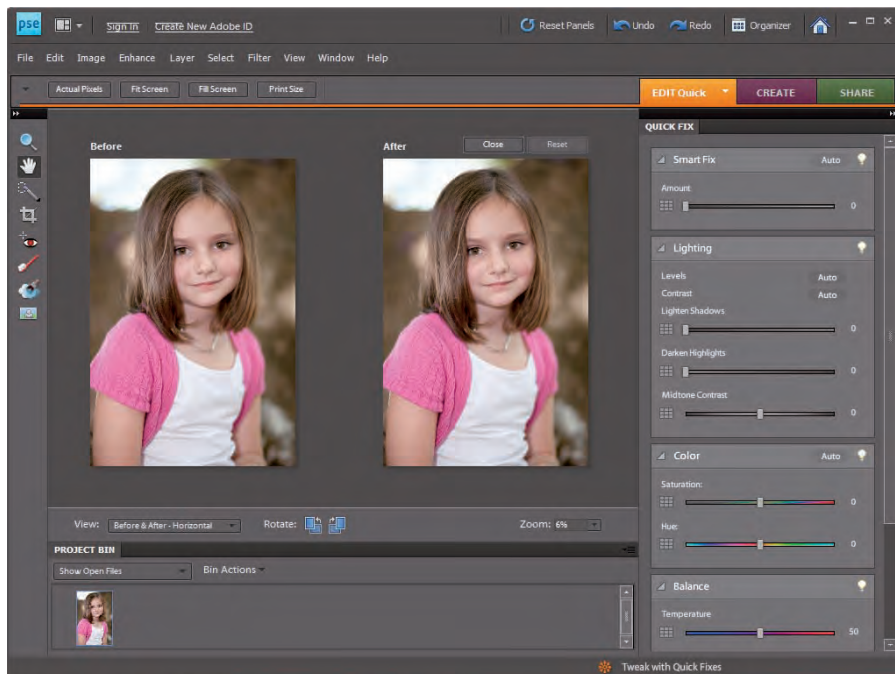 pse Sign In Create New Adobe ID Reset Panels Undo Redo Organizer
File Edit Image Enhance Layer Select Filter View Window Help
Actual Pixels Fit Screen Fill Screen Print Size EDIT Quick CREATE SHARE
QUICK FIX
Before
After
Close Reset
Smart Fix Auto
Amount
0
Lighting
Levels Auto
Contrast Auto
Lighten Shadows
0
Darken Highlights
0
Midtone Contrast
0
Color Auto
Saturation:
0
Hue:
0
Balance
Temperature
50
View: Before & After - Horizontal Rotate: Zoom: 6%
PROJECT BIN
Show Open Files Bin Actions
Tweak with Quick Fixes